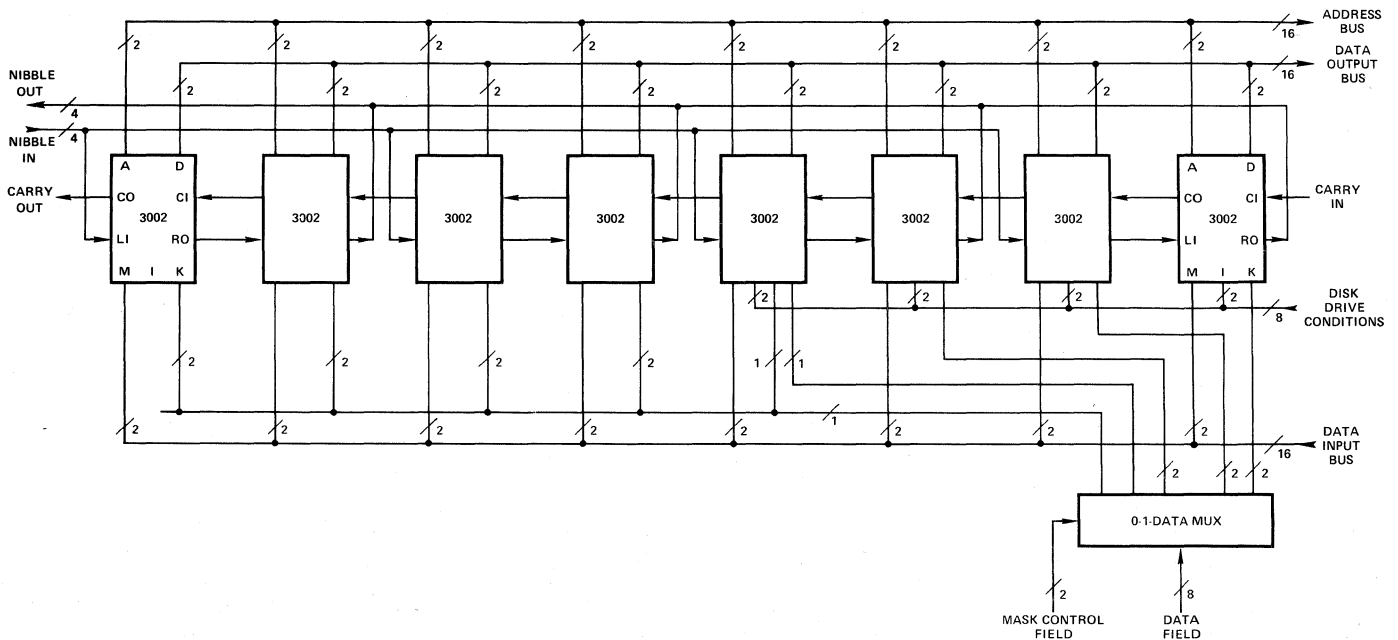 ADDRESS
BUS
16
2 2 2 2 2 2 2 2
DATA
OUTPUT
BUS
16
2 2 2 2 2 2 2 2
NIBBLE
OUT
4
NIBBLE
IN
4
A D
CO CI
3002
LI RO
M I K
3002
3002
3002
3002
3002
3002
A D
CO CI
3002
LI RO
M I K
CARRY
OUT
CARRY
IN
2 2 2 2
DISK
DRIVE
CONDITIONS
8
2 2 2 2
1 1
1
2 2 2 2 2 2 2 2
DATA
INPUT
BUS
16
2 2 2
0-1-DATA MUX
2
8
MASK CONTROL
FIELD
DATA
FIELD